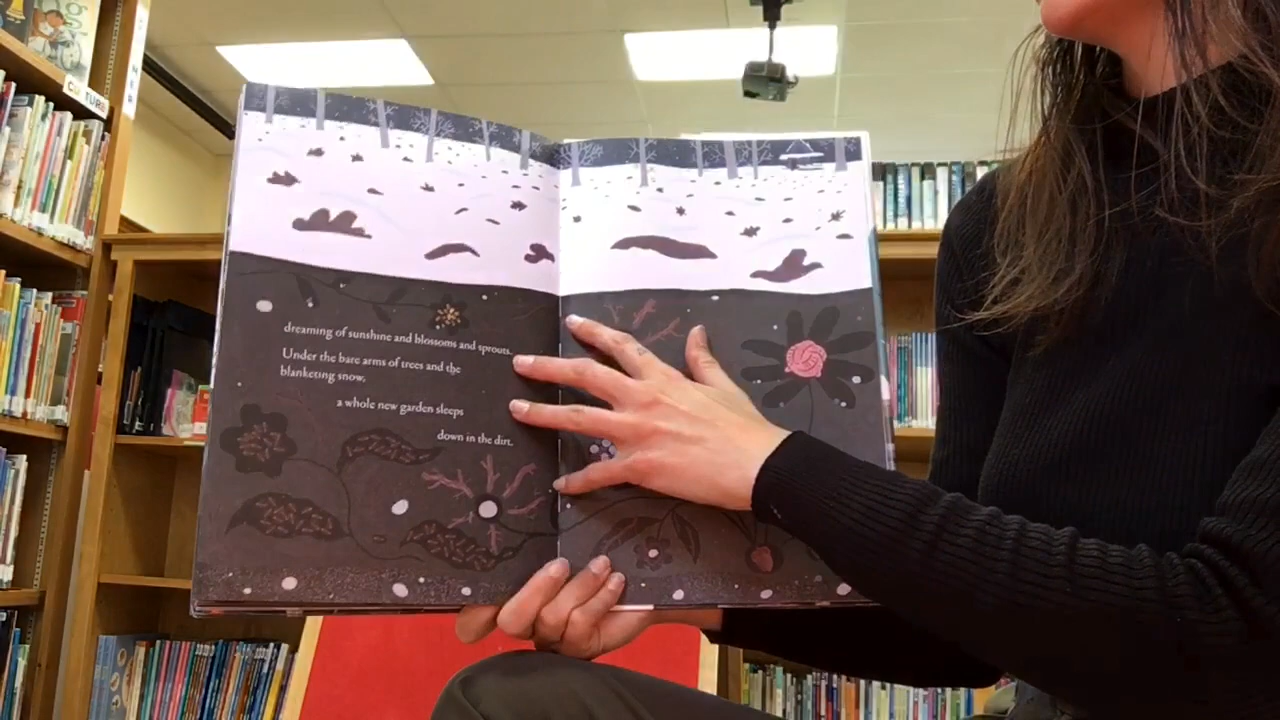 dreaming of sunshine and blossoms and sprouts.
Under the bare arms of trees and the
blanketing snow,
a whole new garden sleeps
down in the dirt.